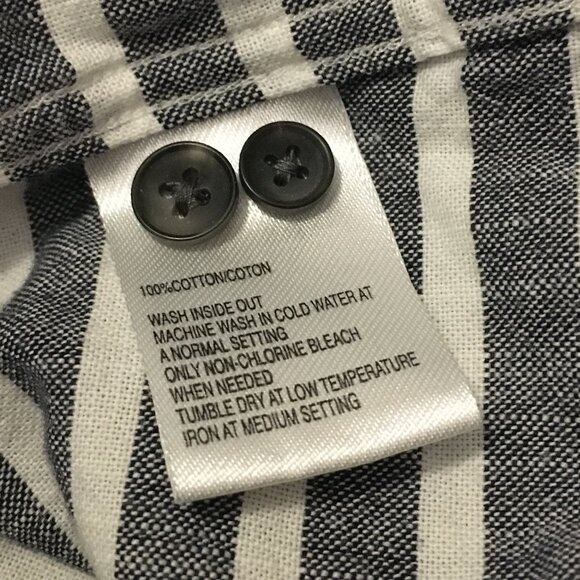 100%COTTON/COTON
WASH INSIDE OUT
MACHINE WASH IN COLD WATER AT
A NORMAL SETTING
ONLY NON-CHLORINE BLEACH
WHEN NEEDED
TUMBLE DRY AT LOW TEMPERATURE
IRON AT MEDIUM SETTING